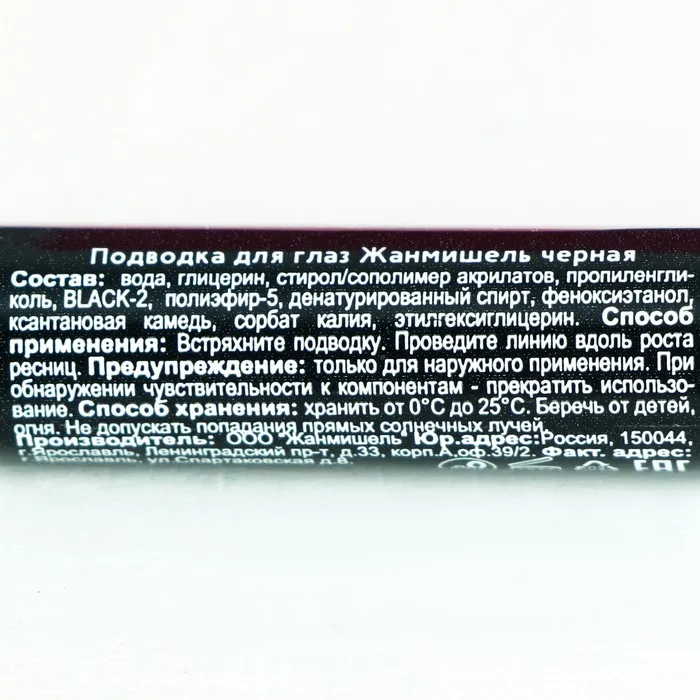 Подводка для глаз Жанмишель черная
Состав: вода, глицерин, стирол/сополимер акрилатов, пропиленгли-
коль, BLACK-2, полиэфир-5, денатурированный спирт, феноксиэтанол,
ксантановая камедь, сорбат калия, этилгексиглицерин. Способ
применения: Встряхните подводку. Проведите линию вдоль роста
ресниц. Предупреждение: только для наружного применения. При
обнаружении чувствительности к компонентам - прекратить использо-
вание. Способ хранения: хранить от 0°С до 25°С. Беречь от детей,
огня. Не допускать попадания прямых солнечных лучей.
Производитель: ООО "Жанмишель" Юр.адрес:Россия, 150044,
г.Ярославль, Ленинградский пр-т, д.33, корп.А,оф.39/2. Факт. адрес:
г.Ярославль, ул.Спартаковская д.8.
EAC